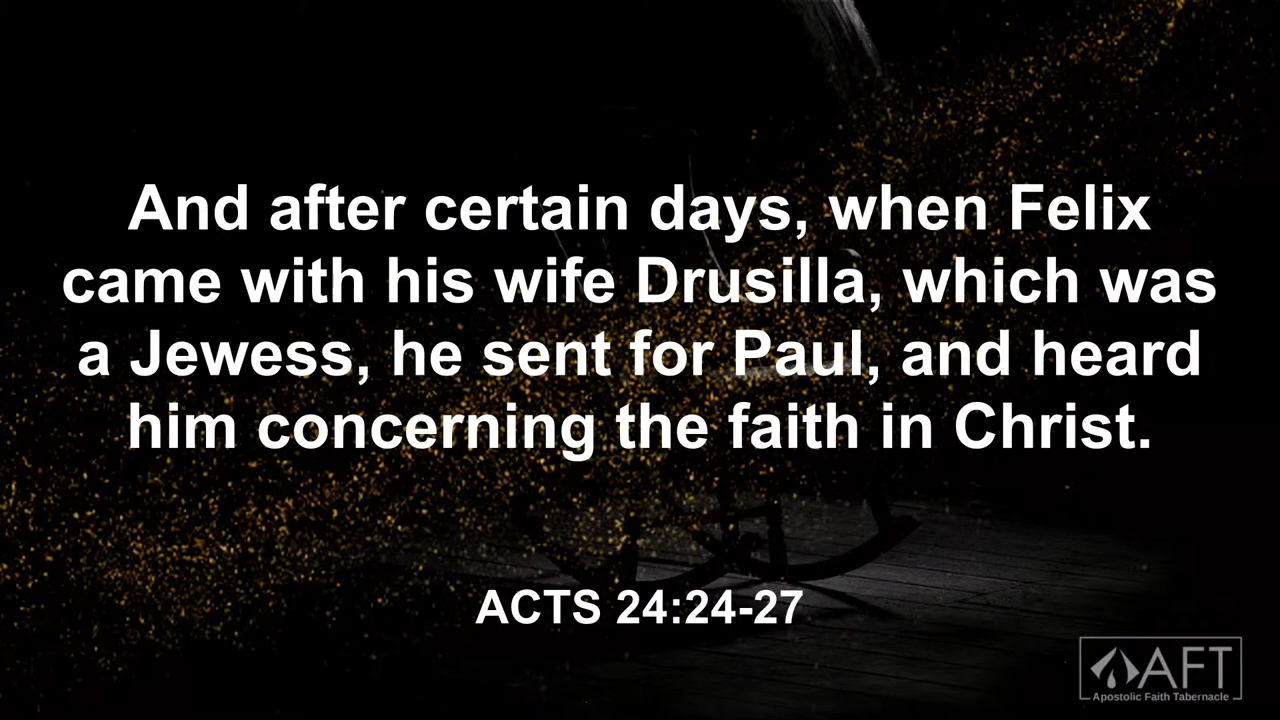 And after certain days, when Felix
came with his wife Drusilla, which was
a Jewess, he sent for Paul, and heard
him concerning the faith in Christ.
ACTS 24:24-27
AFT
Apostolic Faith Tabernacle